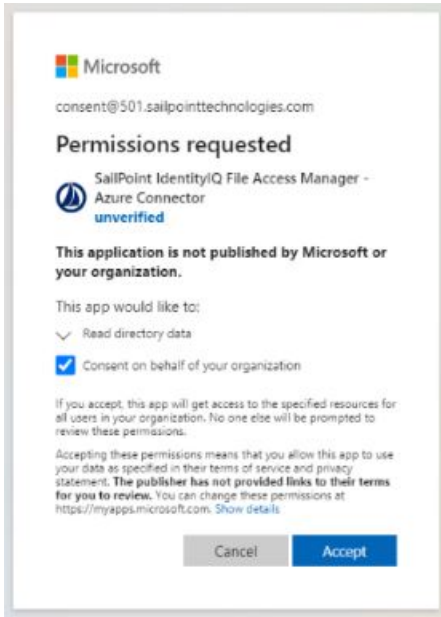 Microsoft
consent@501.sailpointtechnologies.com
Permissions requested
SailPoint IdentityIQ File Access Manager -
Azure Connector
unverified
This application is not published by Microsoft or
your organization.
This app would like to:
Read directory data
Consent on behalf of your organization
If you accept, this app will get access to the specified resources for
all users in your organization. No one else will be prompted to
review these permissions.
Accepting these permissions means that you allow this app to use
your data as specified in their terms of service and privacy
statement. The publisher has not provided links to their terms
for you to review. You can change these permissions at
https://myapps.microsoft.com. Show details
Cancel
Accept